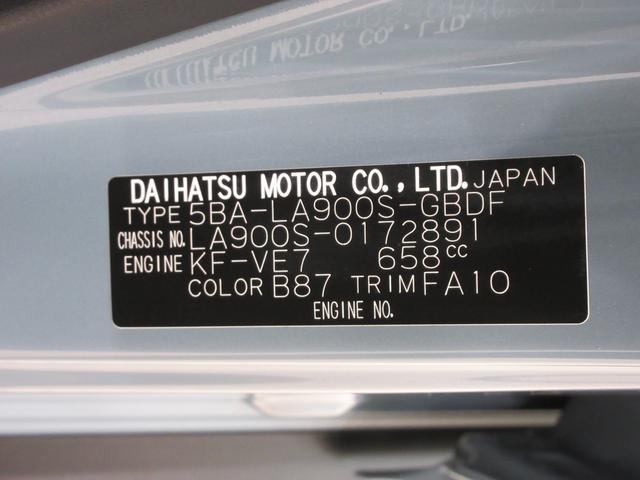 DAIHATSU MOTOR CO., LTD. JAPAN
TYPE 5BA-LA900S-GBDF
CHASSIS NO. LA900S-0172891
ENGINE KF-VE7 658cc
COLOR B87 TRIM FA10
ENGINE NO.